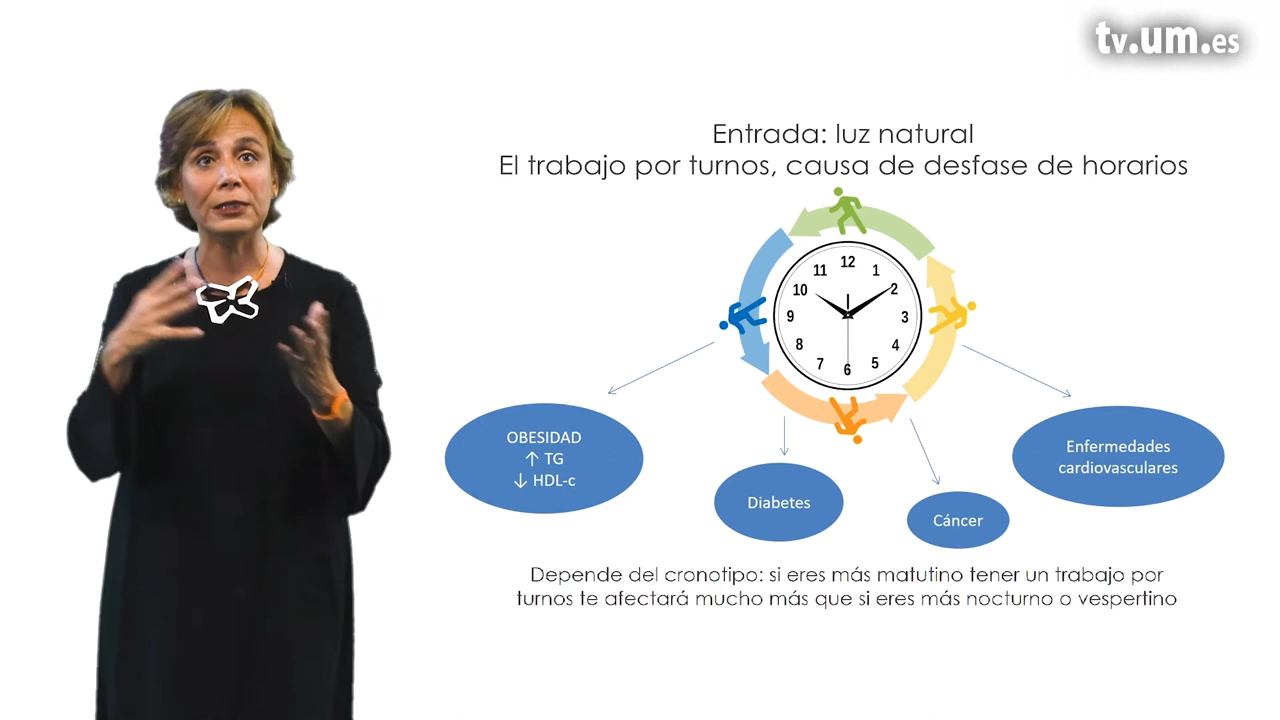 tv.um.es
Entrada: luz natural
El trabajo por turnos, causa de desfase de horarios
12
11
1
10
2
9
3
8
4
7
5
6
OBESIDAD
↑ TG
↓ HDL-c
Diabetes
Cáncer
Enfermedades
cardiovasculares
Depende del cronotipo: si eres más matutino tener un trabajo por
turnos te afectará mucho más que si eres más nocturno o vespertino